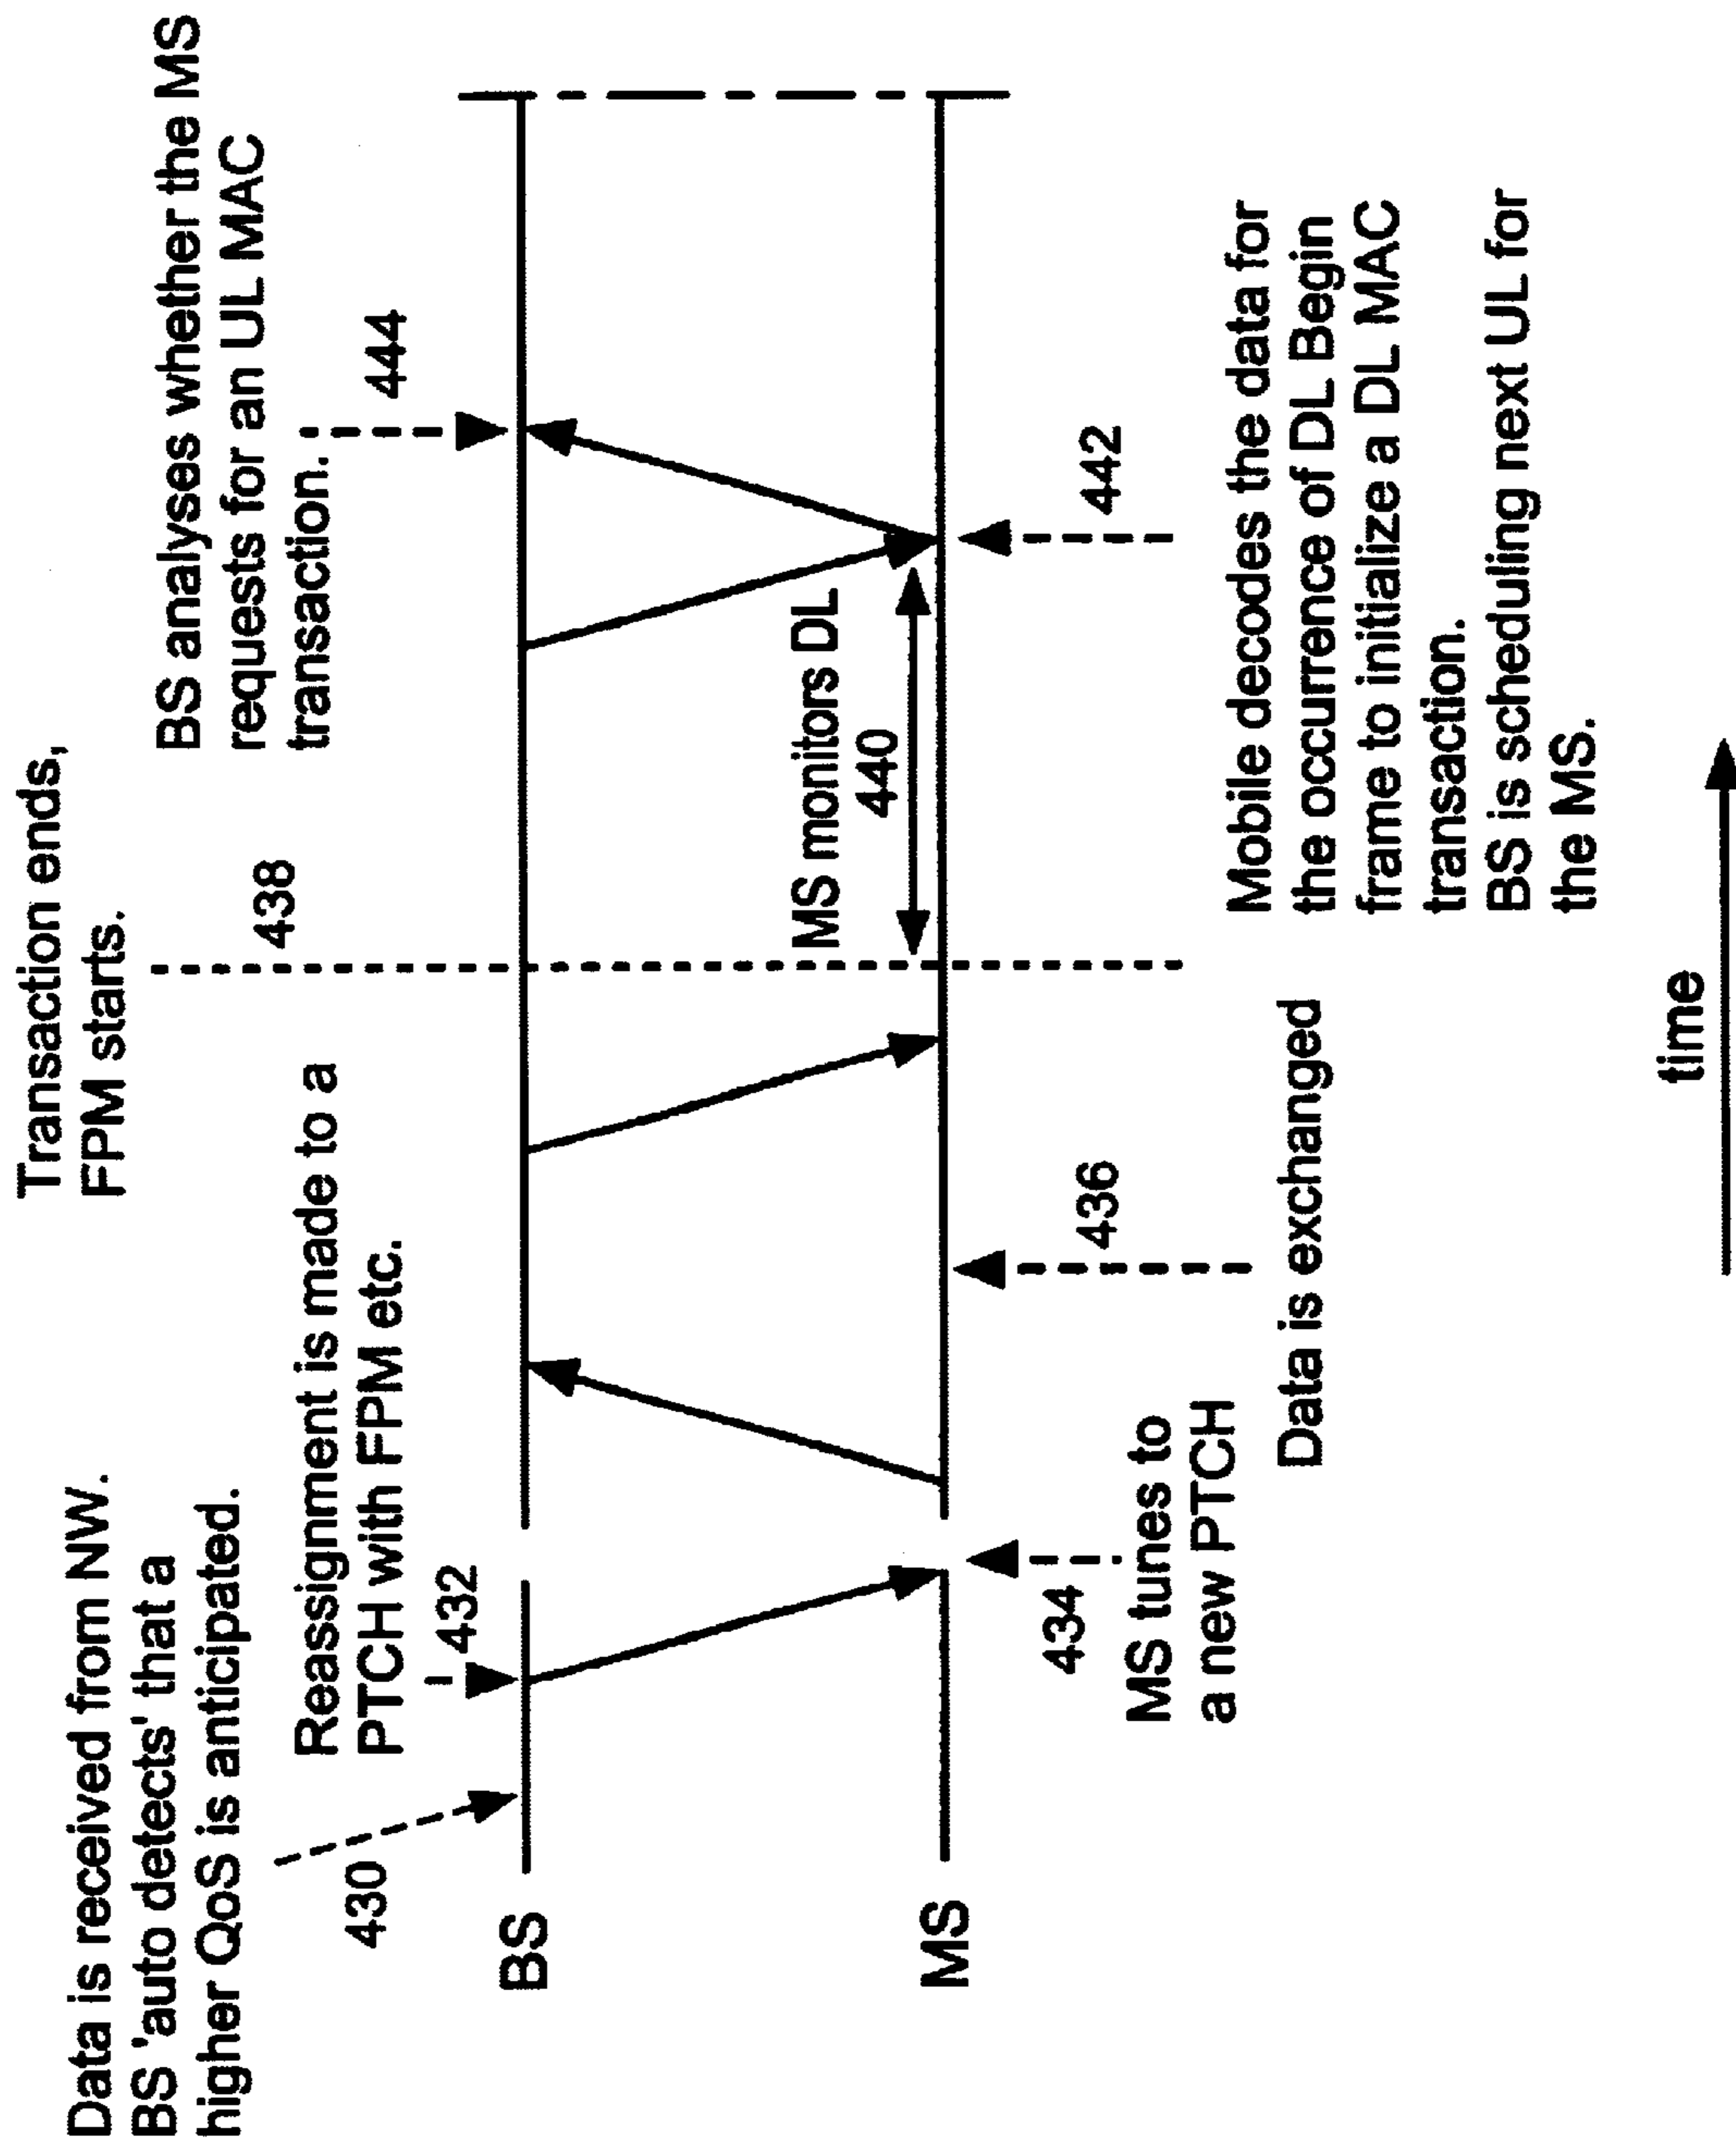 Data is received from NW.
BS 'auto detects' that a
higher QoS is anticipated.
430
Reassignment is made to a
PTCH with FPM etc.
432
Transaction ends,
FPM starts.
438
BS analyses whether the MS
requests for an UL MAC
transaction.
444
BS
MS monitors DL
440
MS
434
MS tunes to
a new PTCH
436
Data is exchanged
442
Mobile decodes the data for
the occurrence of DL Begin
frame to initialize a DL MAC
transaction.
BS is scheduling next UL for
the MS.
time